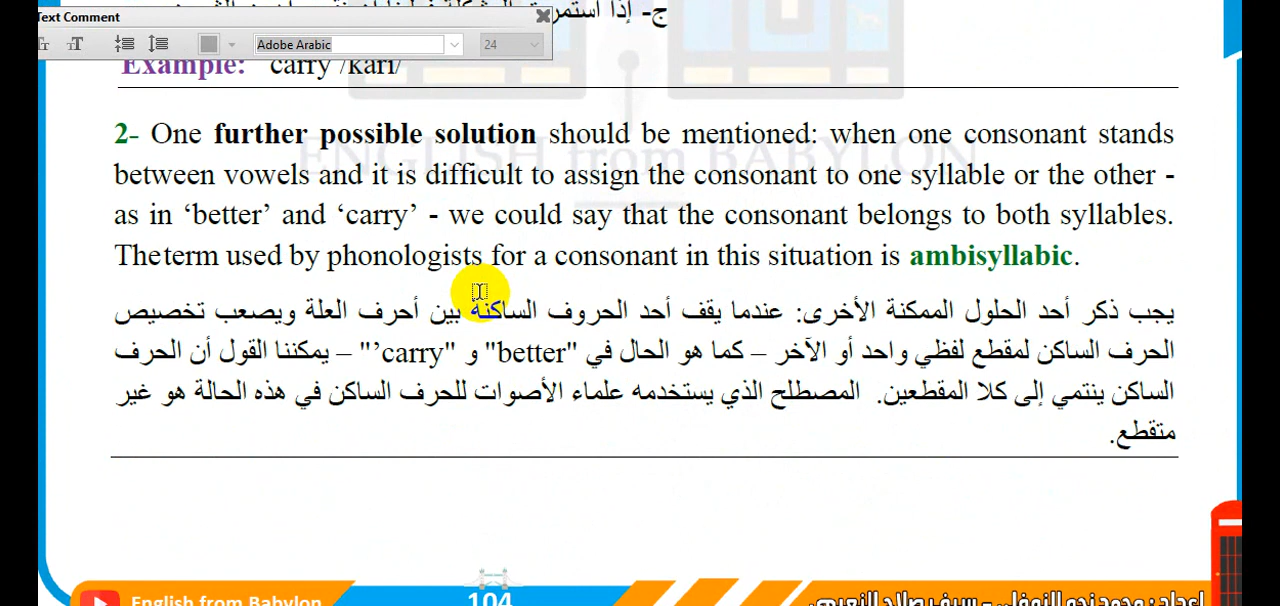 ج- إذا استمرت المشكلة
Text Comment
Adobe Arabic
24
Example: carry /kæri/
ENGLISH from BABYLON
2- One further possible solution should be mentioned: when one consonant stands
between vowels and it is difficult to assign the consonant to one syllable or the other -
as in ‘better’ and ‘carry’ - we could say that the consonant belongs to both syllables.
The term used by phonologists for a consonant in this situation is ambisyllabic.
يجب ذكر أحد الحلول الممكنة الأخرى: عندما يقف أحد الحروف الساكنة بين أحرف العلة ويصعب تخصيص
الحرف الساكن لمقطع لفظي واحد أو الآخر – كما هو الحال في "better" و "carry’" – يمكننا القول أن الحرف
الساكن ينتمي إلى كلا المقطعين. المصطلح الذي يستخدمه علماء الأصوات للحرف الساكن في هذه الحالة هو غير
متقطع.
English from Babylon
104